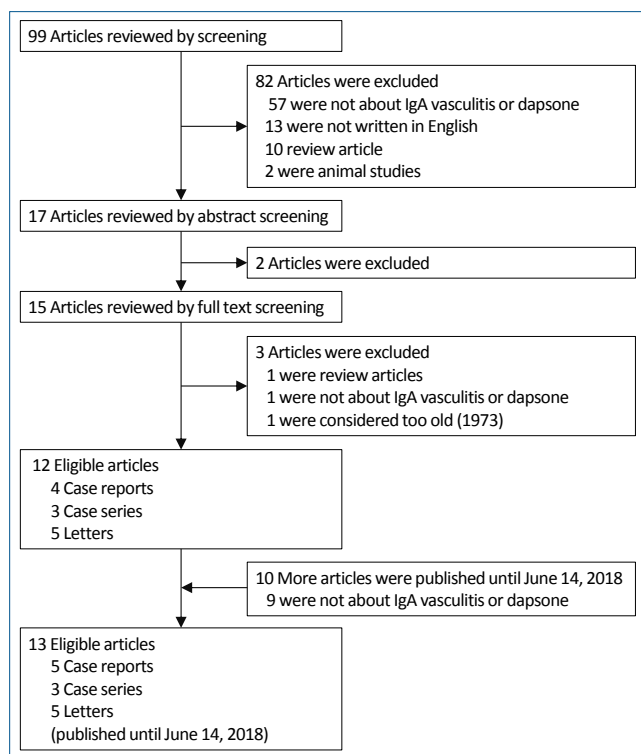 99 Articles reviewed by screening
82 Articles were excluded
57 were not about IgA vasculitis or dapsone
13 were not written in English
10 review article
2 were animal studies
17 Articles reviewed by abstract screening
2 Articles were excluded
15 Articles reviewed by full text screening
3 Articles were excluded
1 were review articles
1 were not about IgA vasculitis or dapsone
1 were considered too old (1973)
12 Eligible articles
4 Case reports
3 Case series
5 Letters
10 More articles were published until June 14, 2018
9 were not about IgA vasculitis or dapsone
13 Eligible articles
5 Case reports
3 Case series
5 Letters
(published until June 14, 2018)